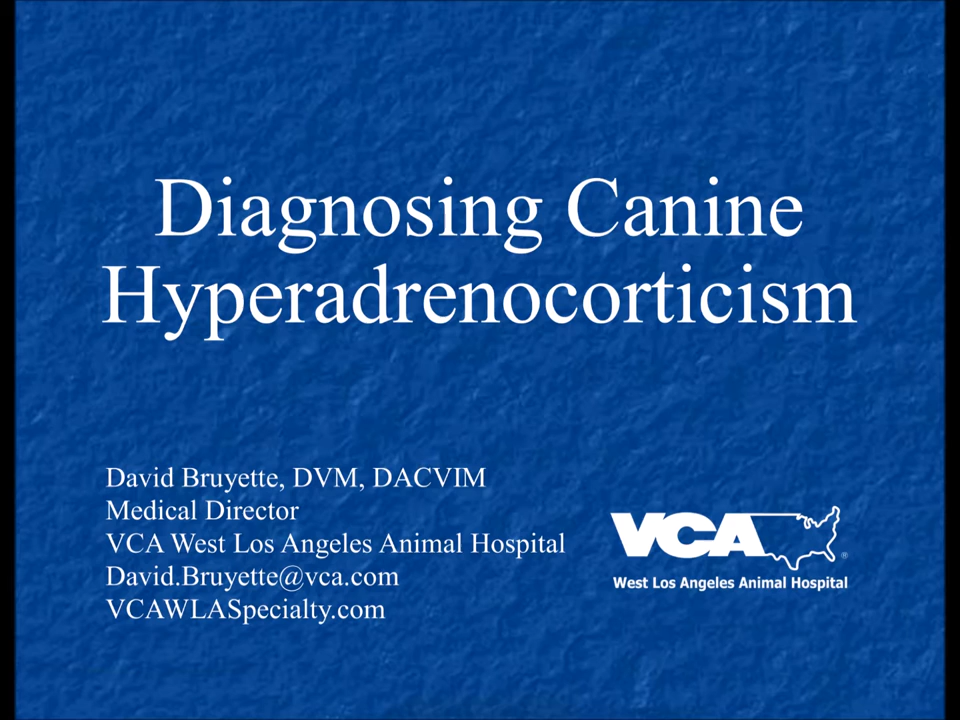 Diagnosing Canine
Hyperadrenocorticism
David Bruyette, DVM, DACVIM
Medical Director
VCA West Los Angeles Animal Hospital
David.Bruyette@vca.com
VCAWLASpecialty.com
VCA®
West Los Angeles Animal Hospital